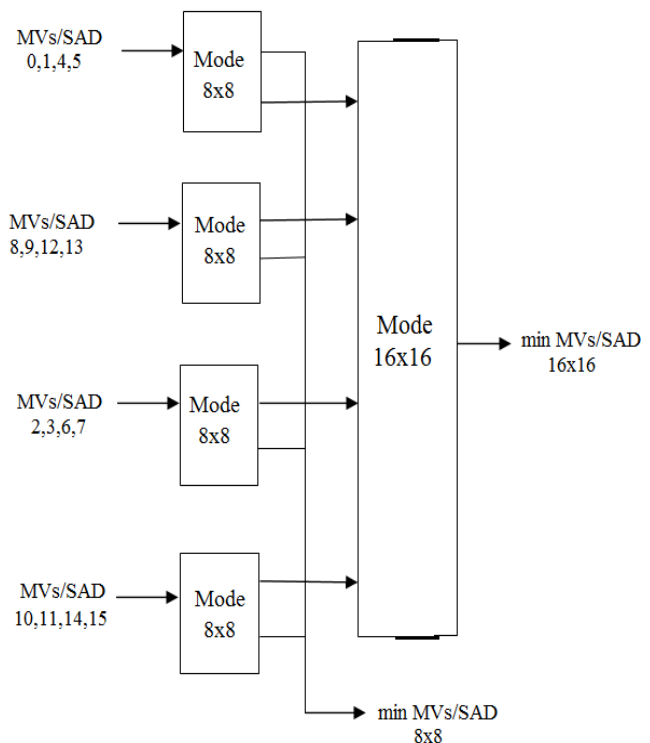 MVs/SAD
0,1,4,5
Mode
8x8
MVs/SAD
8,9,12,13
Mode
8x8
MVs/SAD
2,3,6,7
Mode
8x8
MVs/SAD
10,11,14,15
Mode
8x8
Mode
16x16
min MVs/SAD
16x16
min MVs/SAD
8x8